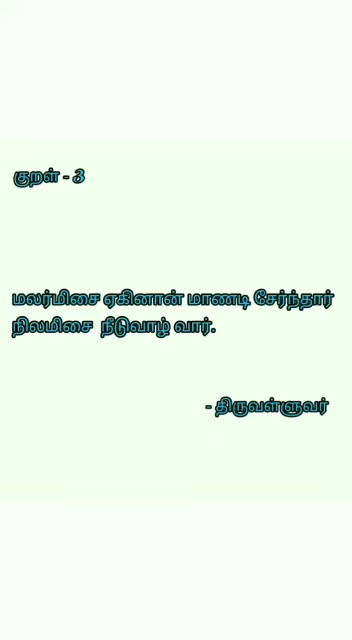 குறள் - 3
மலர்மிசை ஏகினான் மாணடி சேர்ந்தார்
நிலமிசை நீடுவாழ் வார்.
- திருவள்ளுவர்